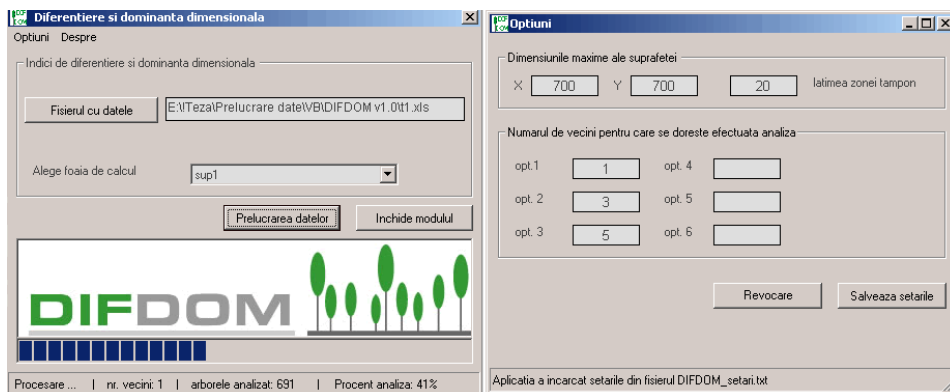 Diferentiere si dominanta dimensionala
Optiuni Despre
Indici de diferentiere si dominanta dimensionala
Fisierul cu datele E:\!Teza\Prelucrare date\VB\DIFDOM v1.0\t1.xls
Alege foaia de calcul sup1
Prelucrarea datelor Inchide modulul
DIFDOM
Procesare ... | nr. vecini: 1 | arborele analizat: 691 | Procent analiza: 41%
Optiuni
Dimensiunile maxime ale suprafetei
X 700 Y 700 20 latimea zonei tampon
Numarul de vecini pentru care se doreste efectuata analiza
opt.1 1 opt. 4
opt. 2 3 opt. 5
opt. 3 5 opt. 6
Revocare Salveaza setarile
Aplicatia a incarcat setarile din fisierul DIFDOM_setari.txt